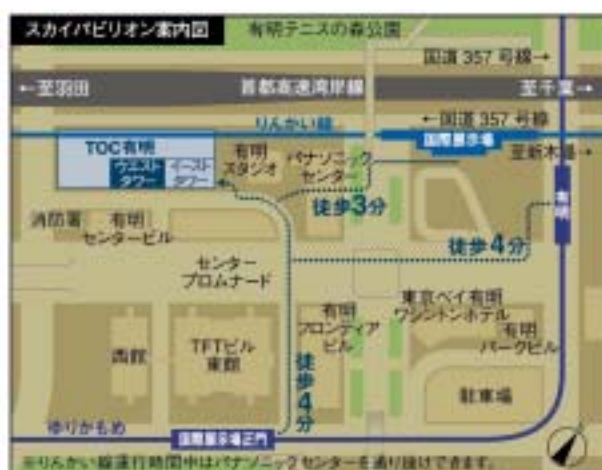 スカイパビリオン案内図
有明テニスの森公園
国道357号線→
←至羽田
首都高速湾岸線
至千葉→
←国道357号線
りんかい線
国際展示場
至新木場→
TOC有明
ウエスト
タワー
イースト
タワー
有明
スタジオ
パナソニック
センター
有明
徒歩3分
消防署
有明
センタービル
徒歩4分
センター
プロムナード
東京ベイ有明
ワシントンホテル
有明
フロンティア
ビル
有明
パークビル
西館
TFTビル
東館
徒歩4分
駐車場
ゆりかもめ
国際展示場正門
※りんかい線運行時間中はパナソニックセンターを通り抜けできます。